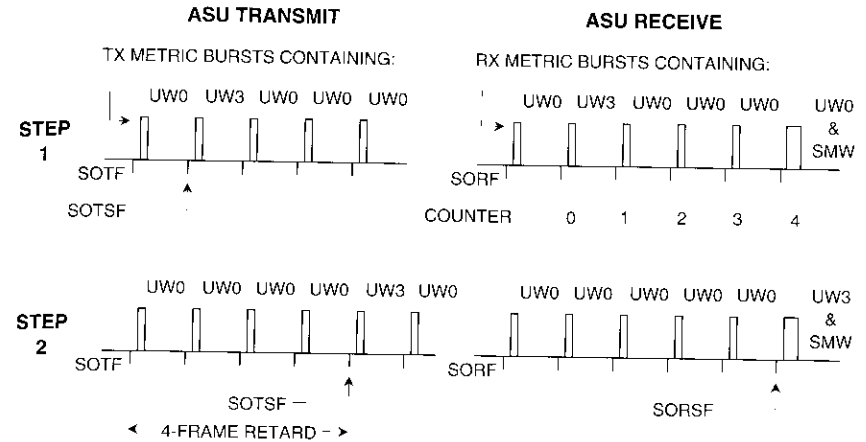 ASU TRANSMIT
TX METRIC BURSTS CONTAINING:
UW0 UW3 UW0 UW0 UW0
STEP 1
SOTF
SOTSF
ASU RECEIVE
RX METRIC BURSTS CONTAINING:
UW0 UW3 UW0 UW0 UW0 UW0 & SMW
SORF
COUNTER 0 1 2 3 4
STEP 2
UW0 UW0 UW0 UW0 UW3 UW0
SOTF
SOTSF
4-FRAME RETARD
UW0 UW0 UW0 UW0 UW0 UW3 & SMW
SORF
SORSF